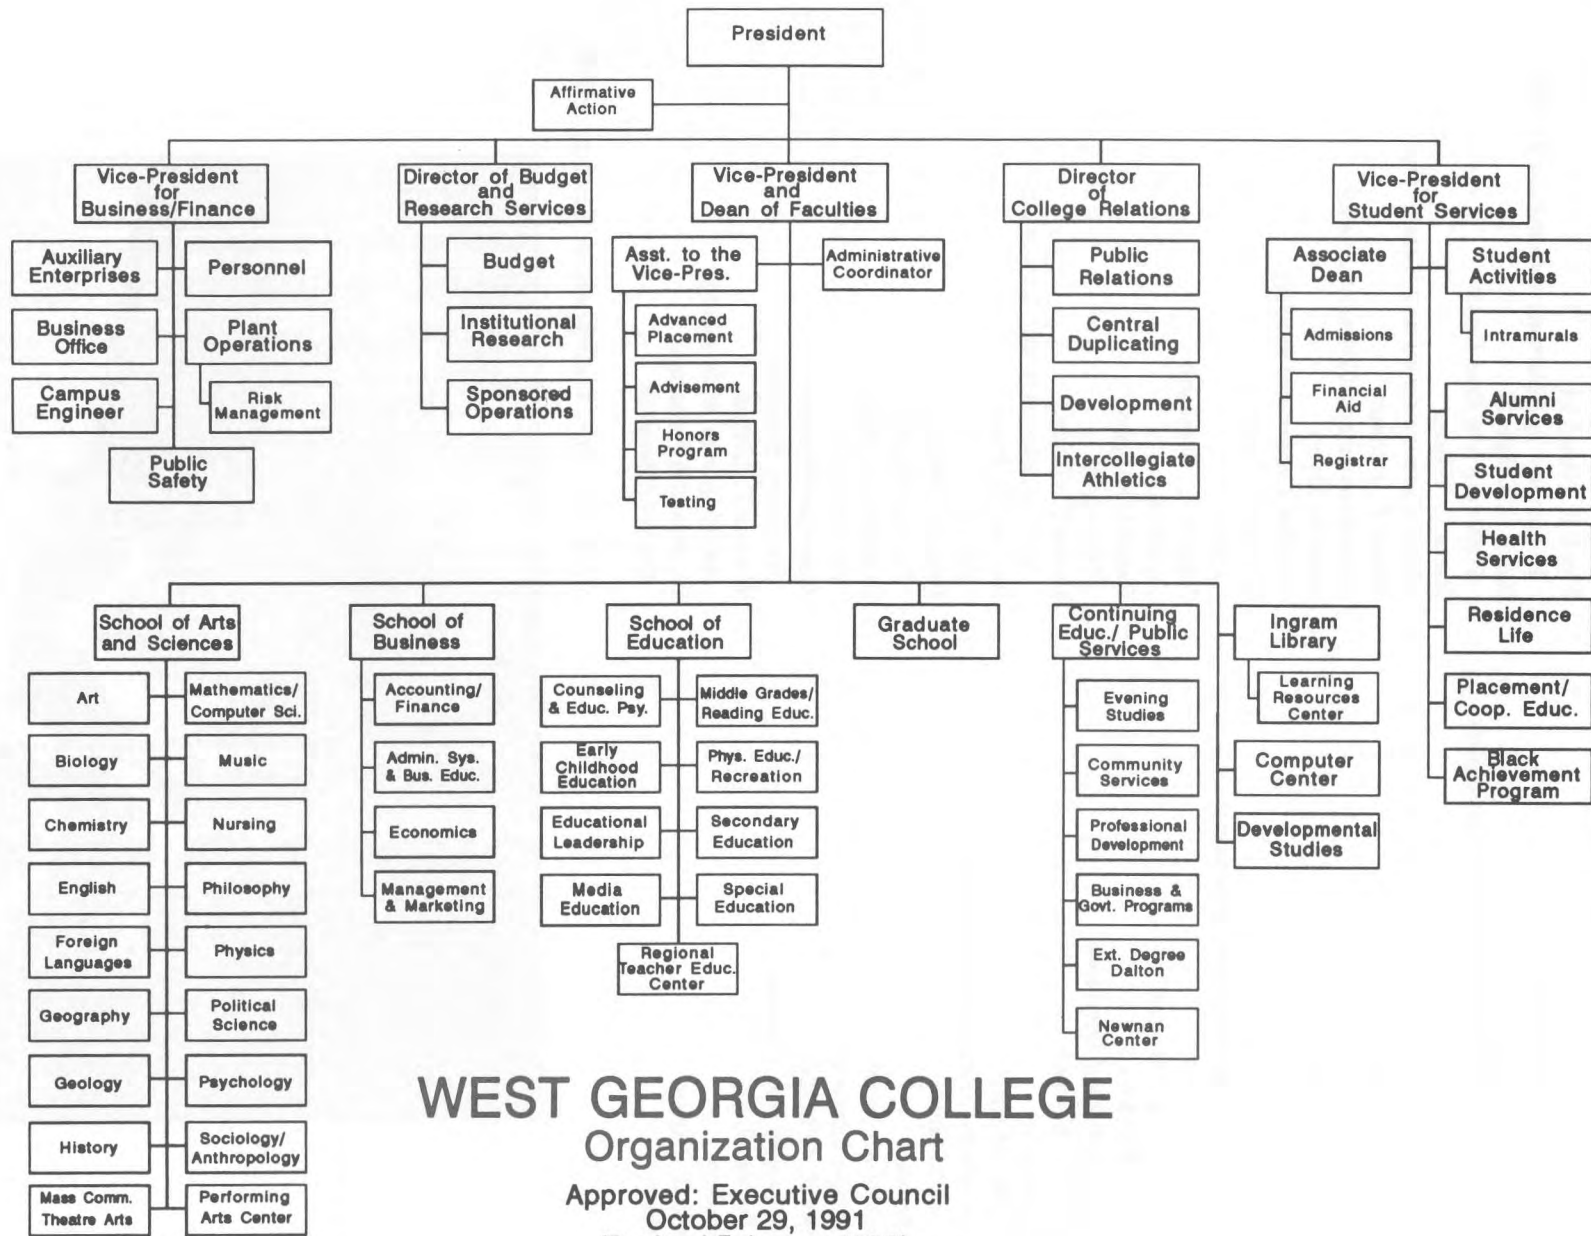 President
Affirmative
Action
Vice-President
for
Business/Finance
Director of Budget
and
Research Services
Vice-President
and
Dean of Faculties
Director
of
College Relations
Vice-President
for
Student Services
Auxiliary
Enterprises
Personnel
Business
Office
Plant
Operations
Campus
Engineer
Risk
Management
Public
Safety
Budget
Institutional
Research
Sponsored
Operations
Asst. to the
Vice-Pres.
Administrative
Coordinator
Advanced
Placement
Advisement
Honors
Program
Testing
Public
Relations
Central
Duplicating
Development
Intercollegiate
Athletics
Associate
Dean
Student
Activities
Admissions
Intramurals
Financial
Aid
Registrar
Alumni
Services
Student
Development
Health
Services
Residence
Life
Placement/
Coop. Educ.
Black
Achievement
Program
School of Arts
and Sciences
School of
Business
School of
Education
Graduate
School
Continuing
Educ./ Public
Services
Ingram
Library
Learning
Resources
Center
Computer
Center
Developmental
Studies
Art
Mathematics/
Computer Sci.
Biology
Music
Chemistry
Nursing
English
Philosophy
Foreign
Languages
Physics
Geography
Political
Science
Geology
Psychology
History
Sociology/
Anthropology
Mass Comm.
Theatre Arts
Performing
Arts Center
Accounting/
Finance
Admin. Sys.
& Bus. Educ.
Economics
Management
& Marketing
Counseling
& Educ. Psy.
Middle Grades/
Reading Educ.
Early
Childhood
Education
Phys. Educ./
Recreation
Educational
Leadership
Secondary
Education
Media
Education
Special
Education
Regional
Teacher Educ.
Center
Evening
Studies
Community
Services
Professional
Development
Business &
Govt. Programs
Ext. Degree
Dalton
Newnan
Center
WEST GEORGIA COLLEGE
Organization Chart
Approved: Executive Council
October 29, 1991